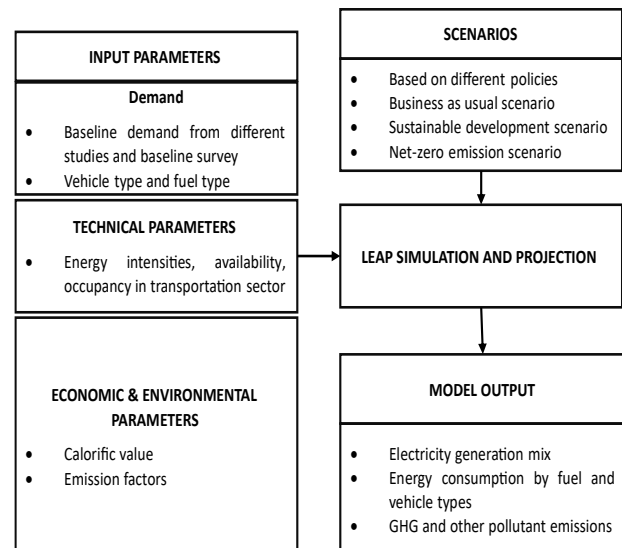 INPUT PARAMETERS
Demand
• Baseline demand from different
studies and baseline survey
• Vehicle type and fuel type
TECHNICAL PARAMETERS
• Energy intensities, availability,
occupancy in transportation sector
ECONOMIC & ENVIRONMENTAL
PARAMETERS
• Calorific value
• Emission factors
SCENARIOS
• Based on different policies
• Business as usual scenario
• Sustainable development scenario
• Net-zero emission scenario
LEAP SIMULATION AND PROJECTION
MODEL OUTPUT
• Electricity generation mix
• Energy consumption by fuel and
vehicle types
• GHG and other pollutant emissions